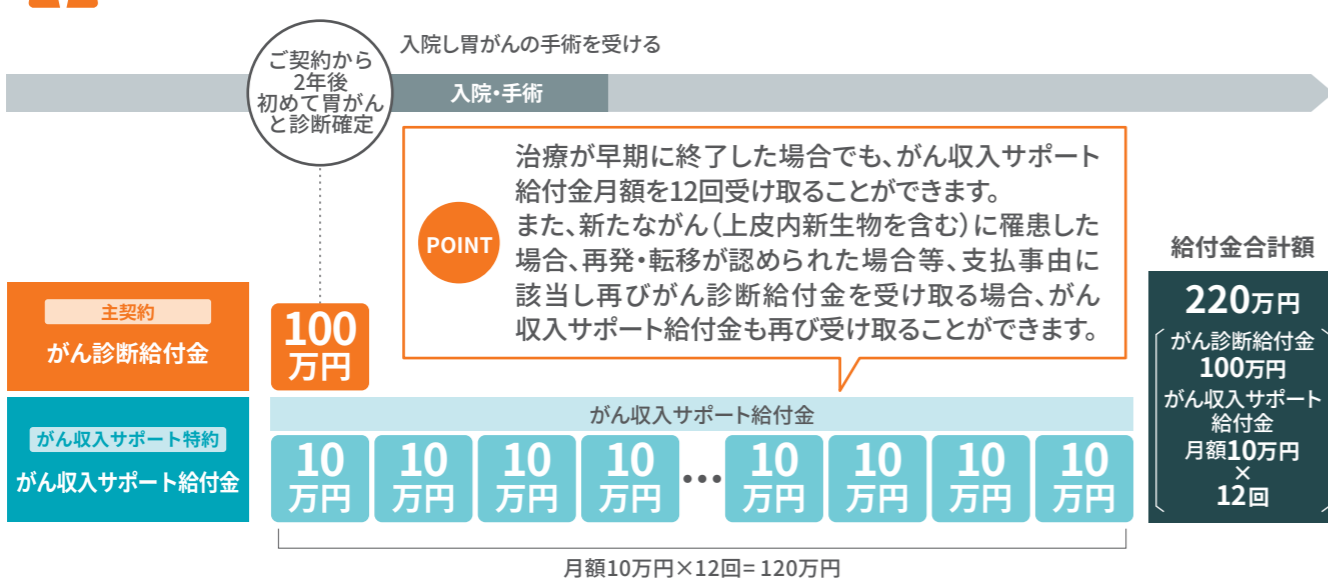 ご契約から
2年後
初めて胃がん
と診断確定
入院し胃がんの手術を受ける
入院・手術
POINT
治療が早期に終了した場合でも、がん収入サポート
給付金月額を12回受け取ることができます。
また、新たながん（上皮内新生物を含む）に罹患した
場合、再発・転移が認められた場合等、支払事由に
該当し再びがん診断給付金を受け取る場合、がん
収入サポート給付金も再び受け取ることができます。
主契約
がん診断給付金
100
万円
がん収入サポート特約
がん収入サポート給付金
がん収入サポート給付金
10 10 10 10 10 10 10 10
万円 万円 万円 万円 ••• 万円 万円 万円 万円
月額10万円×12回＝120万円
給付金合計額
220万円
がん診断給付金
100万円
がん収入サポート
給付金
月額10万円
×
12回